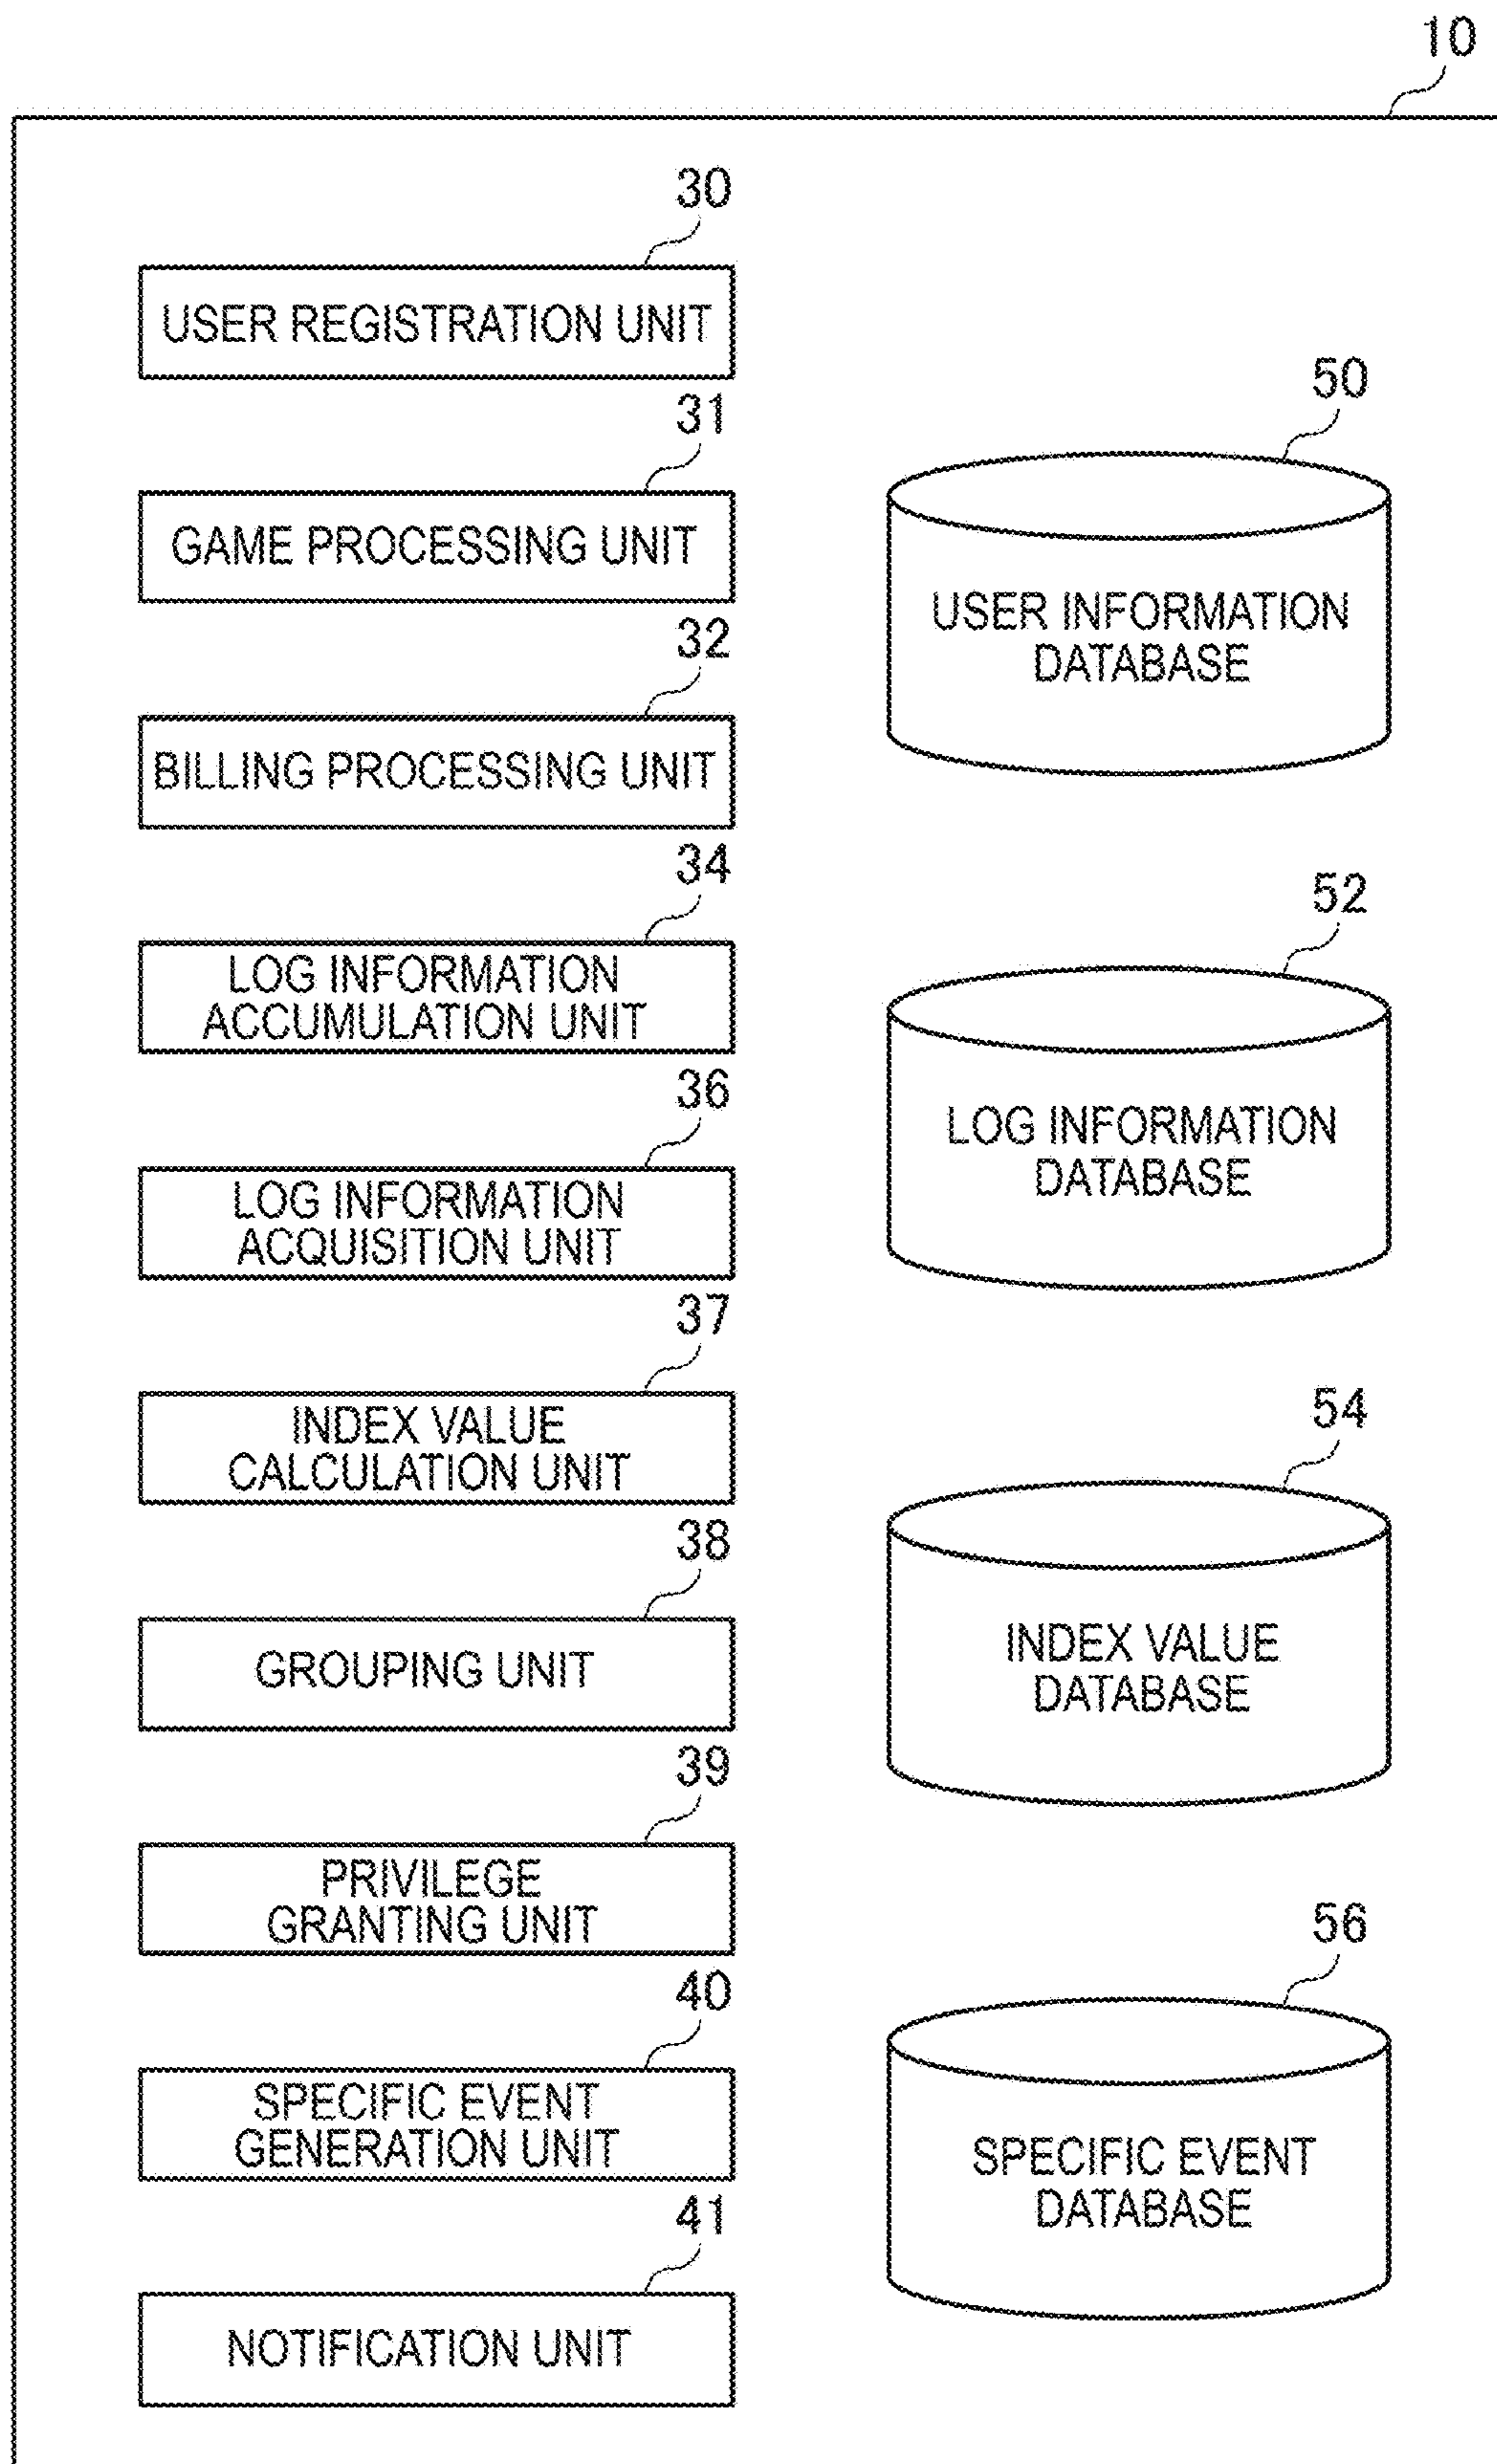 10
30
USER REGISTRATION UNIT
31
GAME PROCESSING UNIT
32
BILLING PROCESSING UNIT
34
LOG INFORMATION
ACCUMULATION UNIT
36
LOG INFORMATION
ACQUISITION UNIT
37
INDEX VALUE
CALCULATION UNIT
38
GROUPING UNIT
39
PRIVILEGE
GRANTING UNIT
40
SPECIFIC EVENT
GENERATION UNIT
41
NOTIFICATION UNIT
50
USER INFORMATION
DATABASE
52
LOG INFORMATION
DATABASE
54
INDEX VALUE
DATABASE
56
SPECIFIC EVENT
DATABASE